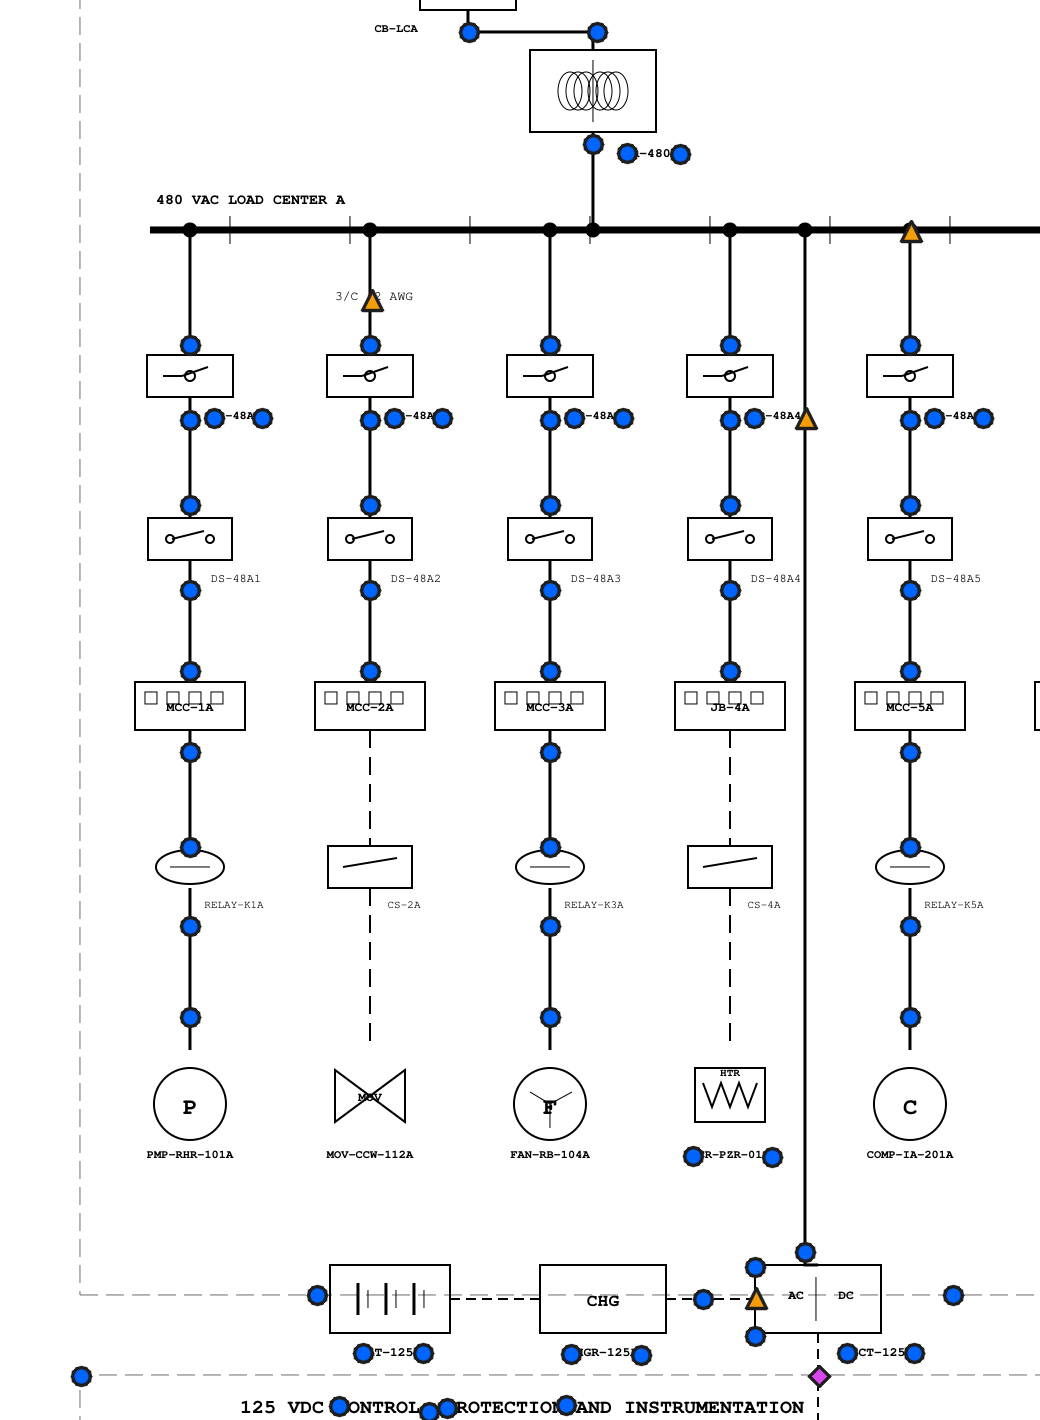 CB-LCA
480 VAC LOAD CENTER A
3/C AWG
DS-48A1 DS-48A2 DS-48A3 DS-48A4 DS-48A5
MCC-1A MCC-2A MCC-3A JB-4A MCC-5A
RELAY-K1A CS-2A RELAY-K3A CS-4A RELAY-K5A
HTR
P MOV F C
PMP-RHR-101A MOV-CCW-112A FAN-RB-104A COMP-IA-201A
CHG AC DC
125 VDC CONTROL PROTECTION AND INSTRUMENTATION